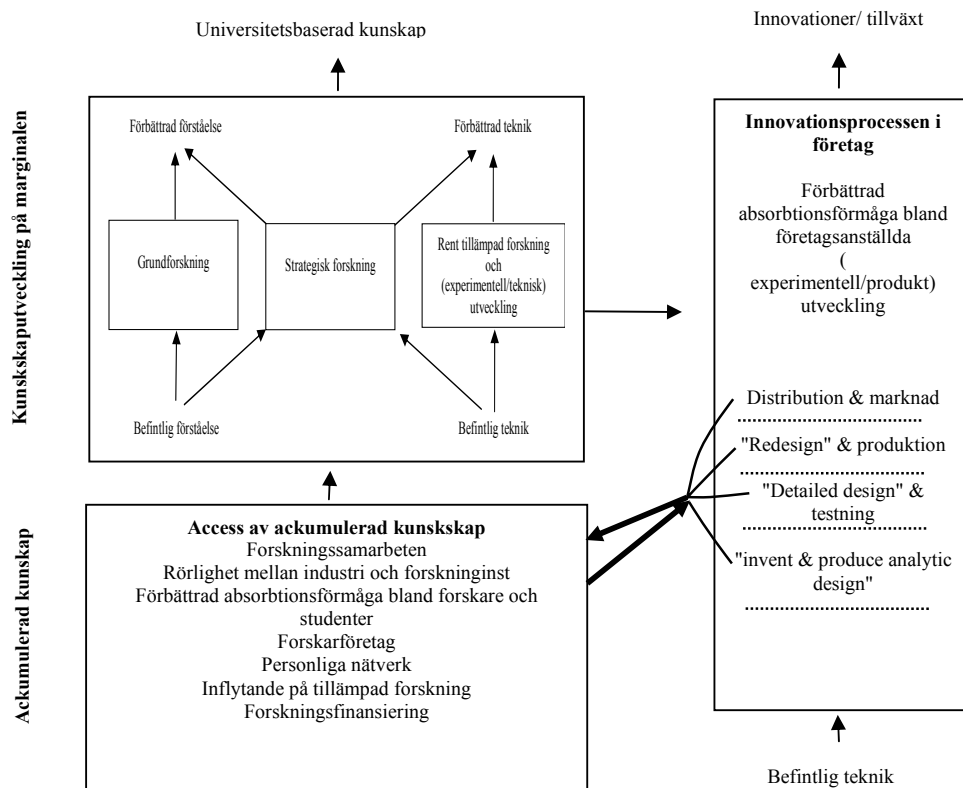 Universitetsbaserad kunskap
Innovationer/ tillväxt
Kunskskaputveckling på marginalen
Förbättrad förståelse
Förbättrad teknik
Grundforskning
Strategisk forskning
Rent tillämpad forskning
och
(experimentell/teknisk)
utveckling
Befintlig förståelse
Befintlig teknik
Innovationsprocessen i
företag
Förbättrad
absorbtionsförmåga bland
företagsanställda
(
experimentell/produkt)
utveckling
Distribution & marknad
"Redesign" & produktion
"Detailed design" &
testning
"invent & produce analytic
design"
Befintlig teknik
Ackumulerad kunskap
Access av ackumulerad kunskskap
Forskningssamarbeten
Rörlighet mellan industri och forskninginst
Förbättrad absorbtionsförmåga bland forskare och
studenter
Forskarföretag
Personliga nätverk
Inflytande på tillämpad forskning
Forskningsfinansiering